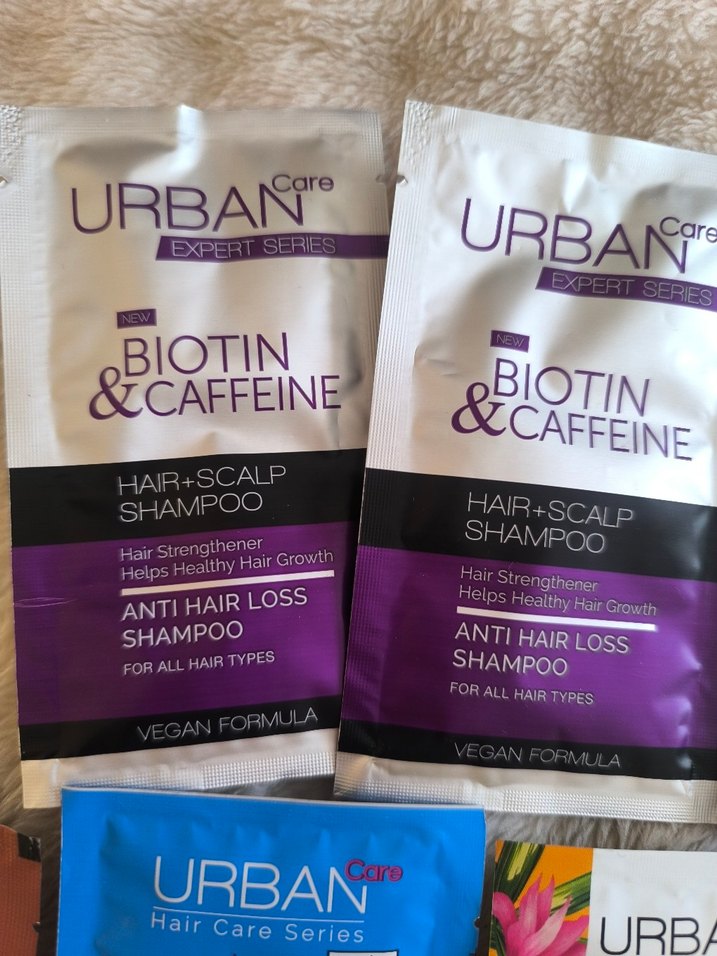 URBAN Care
EXPERT SERIES
NEW
BIOTIN
& CAFFEINE
HAIR+SCALP
SHAMPOO
Hair Strengthener
Helps Healthy Hair Growth
ANTI HAIR LOSS
SHAMPOO
FOR ALL HAIR TYPES
VEGAN FORMULA
URBAN Care
EXPERT SERIES
NEW
BIOTIN
& CAFFEINE
HAIR+SCALP
SHAMPOO
Hair Strengthener
Helps Healthy Hair Growth
ANTI HAIR LOSS
SHAMPOO
FOR ALL HAIR TYPES
VEGAN FORMULA
URBAN Care
Hair Care Series
URBA